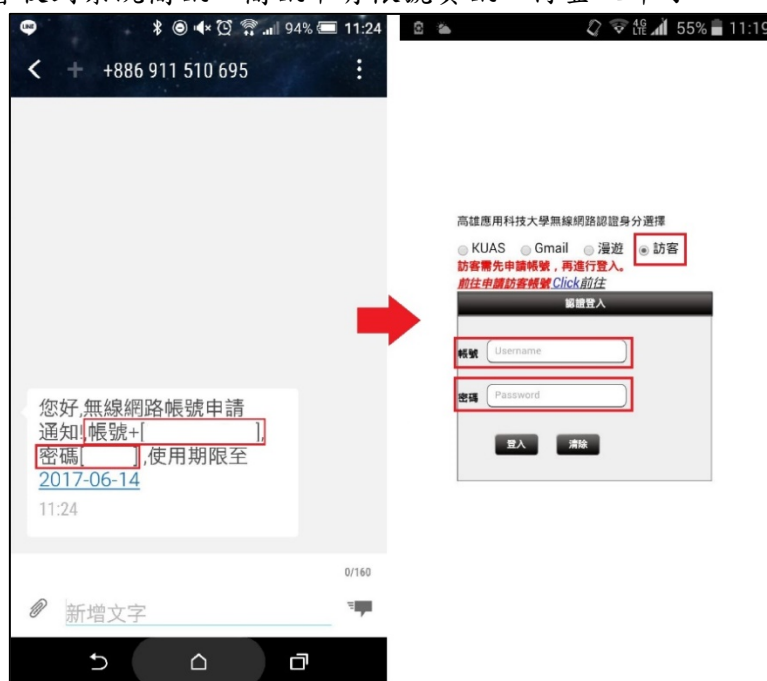 94% 11:24
+886 911 510 695
您好,無線網路帳號申請
通知!,帳號+[ ],
密碼[ ],使用期限至
2017-06-14
11:24
0/160
新增文字
4G LTE 55% 11:19
高雄應用科技大學無線網路認證身分選擇
KUAS Gmail 漫遊 訪客
訪客需先申請帳號，再進行登入。
前往申請訪客帳號Click前往
認證登入
帳號 Username
密碼 Password
登入 清除